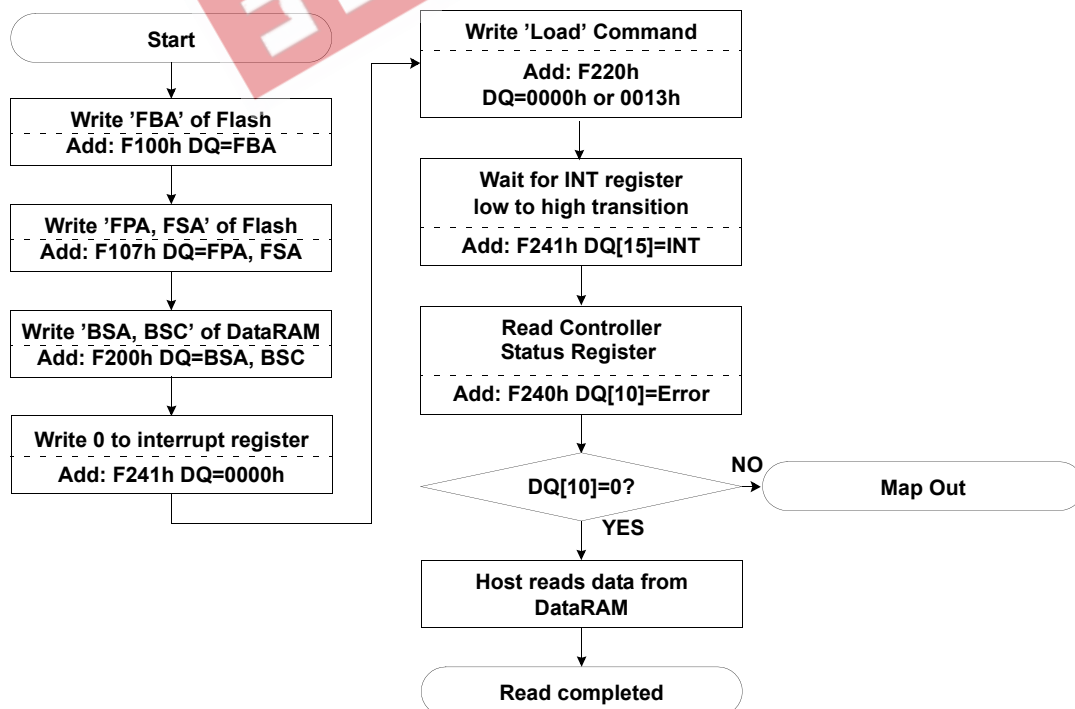 Start
Write ’FBA’ of Flash
Add: F100h DQ=FBA
Write ’FPA, FSA’ of Flash
Add: F107h DQ=FPA, FSA
Write ’BSA, BSC’ of DataRAM
Add: F200h DQ=BSA, BSC
Write 0 to interrupt register
Add: F241h DQ=0000h
Write ’Load’ Command
Add: F220h
DQ=0000h or 0013h
Wait for INT register
low to high transition
Add: F241h DQ[15]=INT
Read Controller
Status Register
Add: F240h DQ[10]=Error
DQ[10]=0?
NO
Map Out
YES
Host reads data from
DataRAM
Read completed